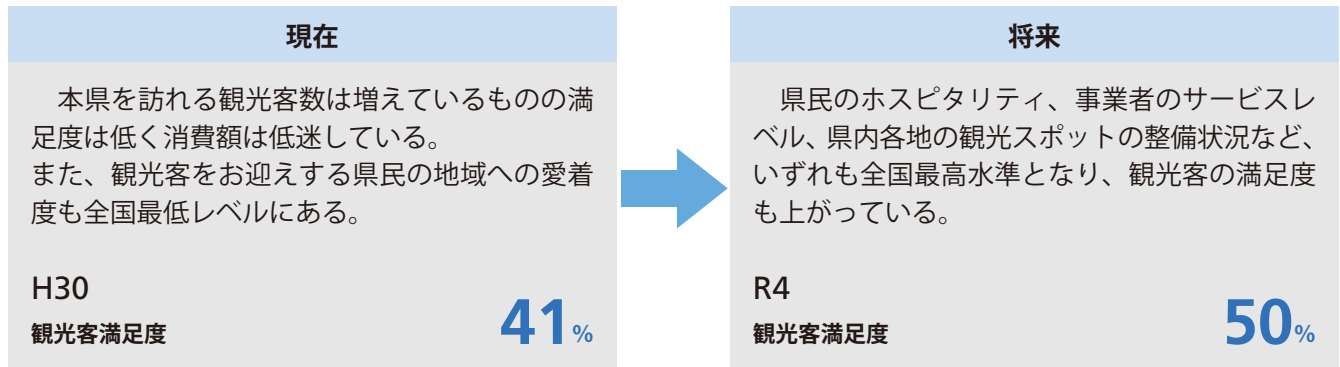 現在
本県を訪れる観光客数は増えているものの満
足度は低く消費額は低迷している。
また、観光客をお迎えする県民の地域への愛着
度も全国最低レベルにある。
H30
観光客満足度
41%
将来
県民のホスピタリティ、事業者のサービスレ
ベル、県内各地の観光スポットの整備状況など、
いずれも全国最高水準となり、観光客の満足度
も上がっている。
R4
観光客満足度
50%